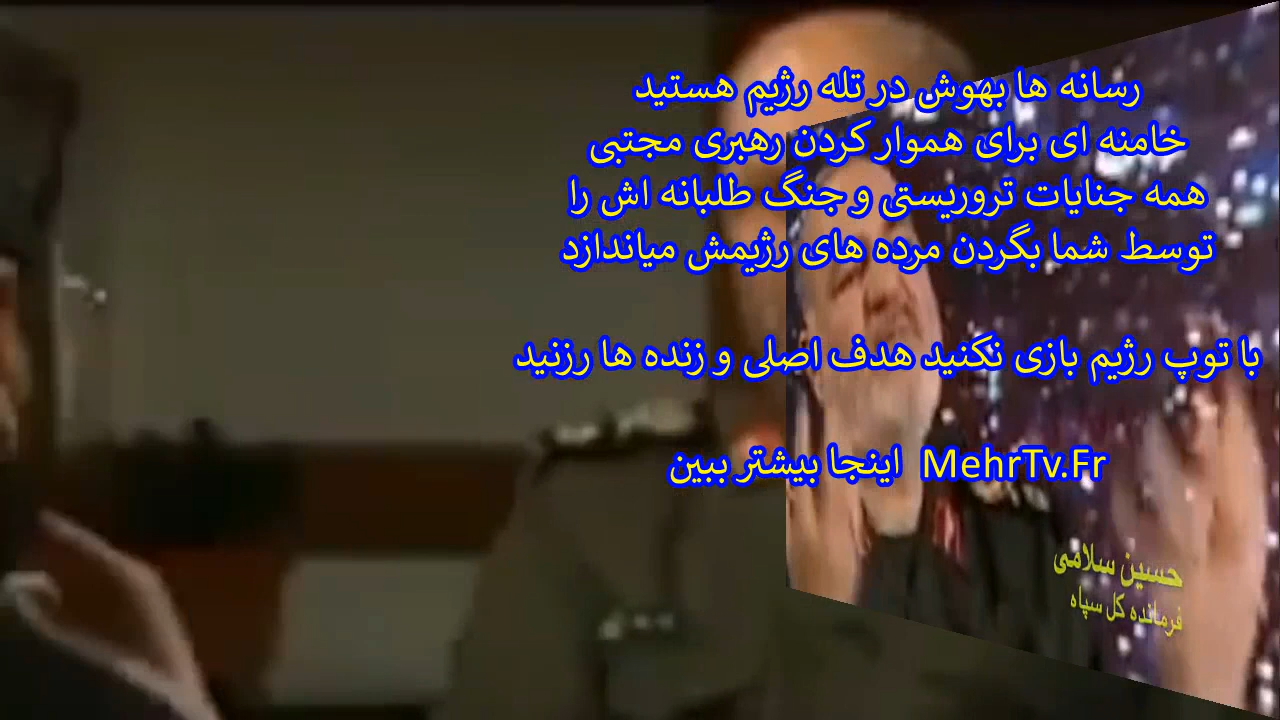 رسانه ها بهوش در تله رژیم هستید
خامنه ای برای هموار کردن رهبری مجتبی
همه جنایات تروریستی و جنگ طلبانه اش را
توسط شما بگردن مرده های رژیمش میاندازد
با توپ رژیم بازی نکنید هدف اصلی و زنده ها رزنید
MehrTv.Fr اینجا بیشتر ببین
حسین سلامی
فرمانده کل سپاه